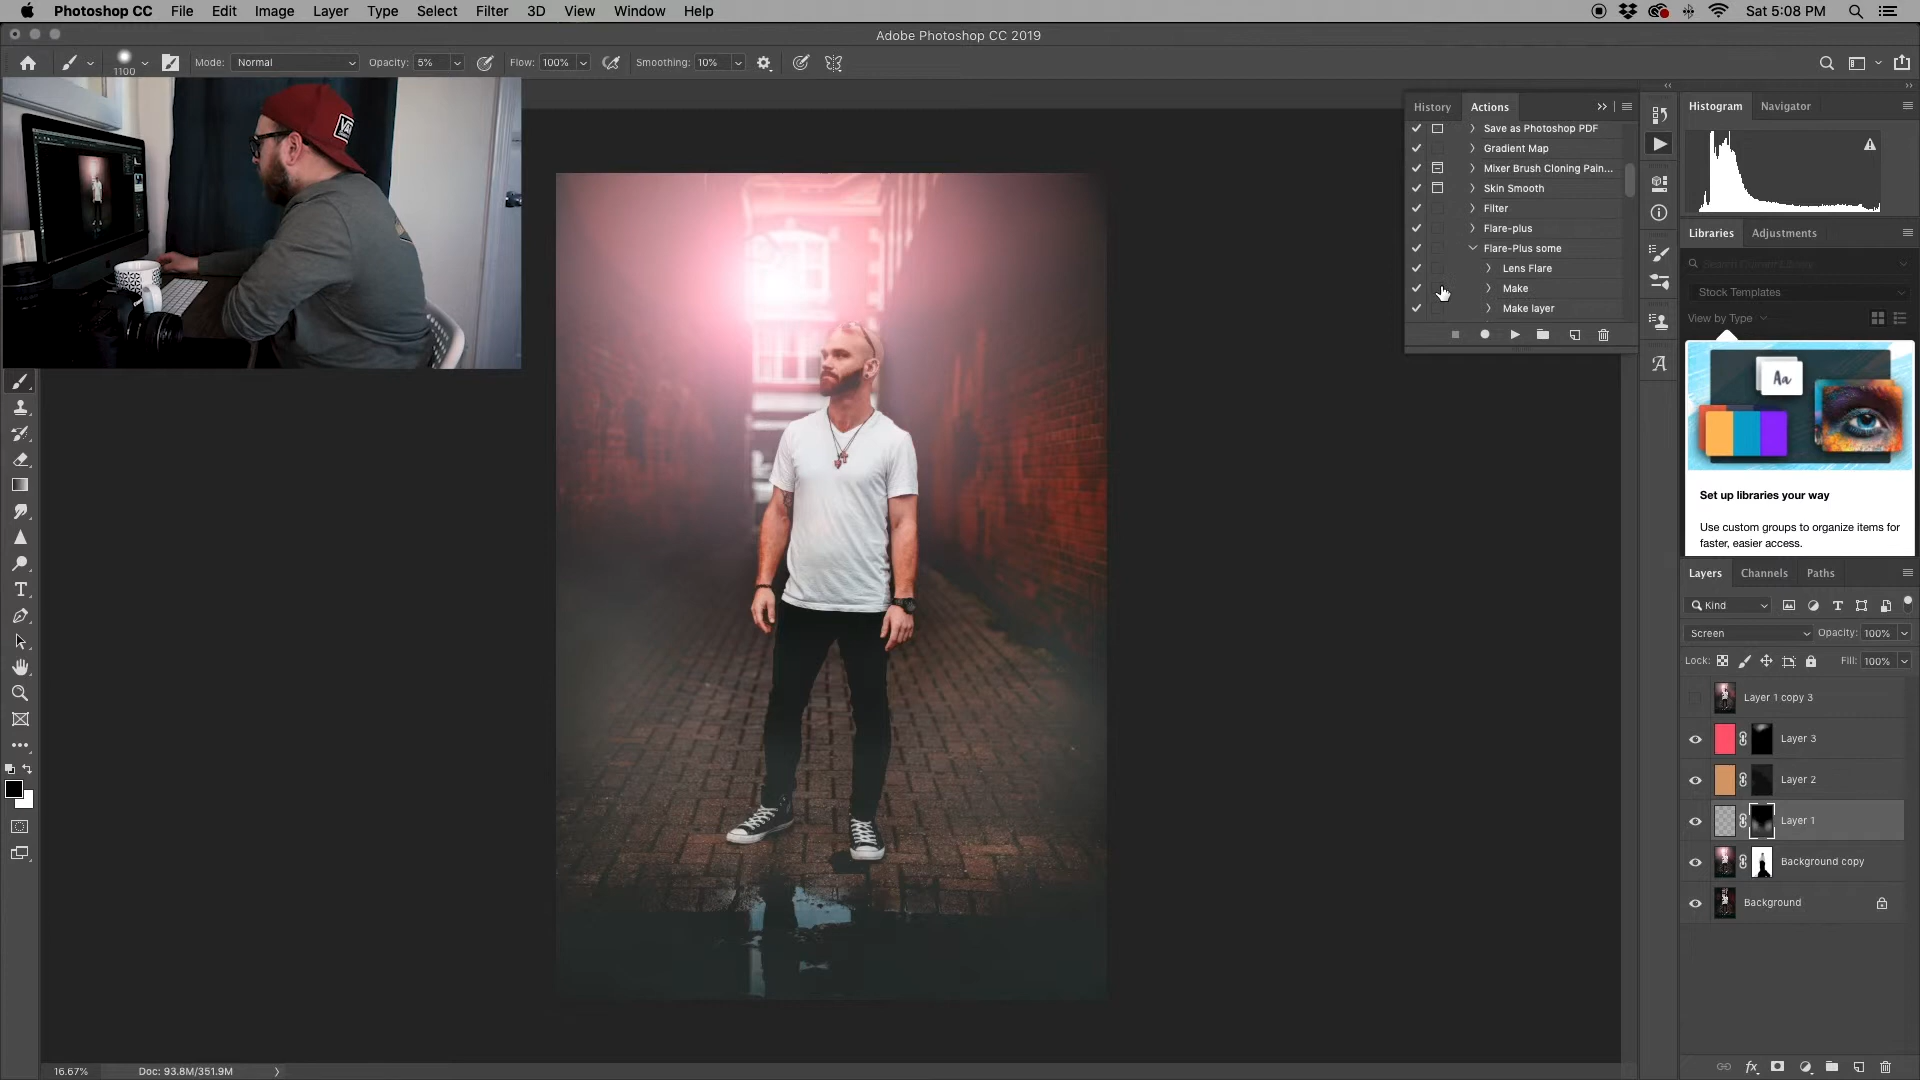 Photoshop CC File Edit Image Layer Type Select Filter 3D View Window Help Sat 5:08 PM
Adobe Photoshop CC 2019
1100 Mode: Normal Opacity: 5% Flow: 100% Smoothing: 10%
History Actions
Save as Photoshop PDF
Gradient Map
Mixer Brush Cloning Pain...
Skin Smooth
Filter
Flare-plus
Flare-Plus some
Lens Flare
Make
Make layer
Histogram Navigator
Libraries Adjustments
Search Current Library
Stock Templates
View by Type
Aa
Set up libraries your way
Use custom groups to organize items for
faster, easier access.
Layers Channels Paths
Kind
Screen Opacity: 100%
Lock: Fill: 100%
Layer 1 copy 3
Layer 3
Layer 2
Layer 1
Background copy
Background
16.67% Doc: 93.8M/351.9M